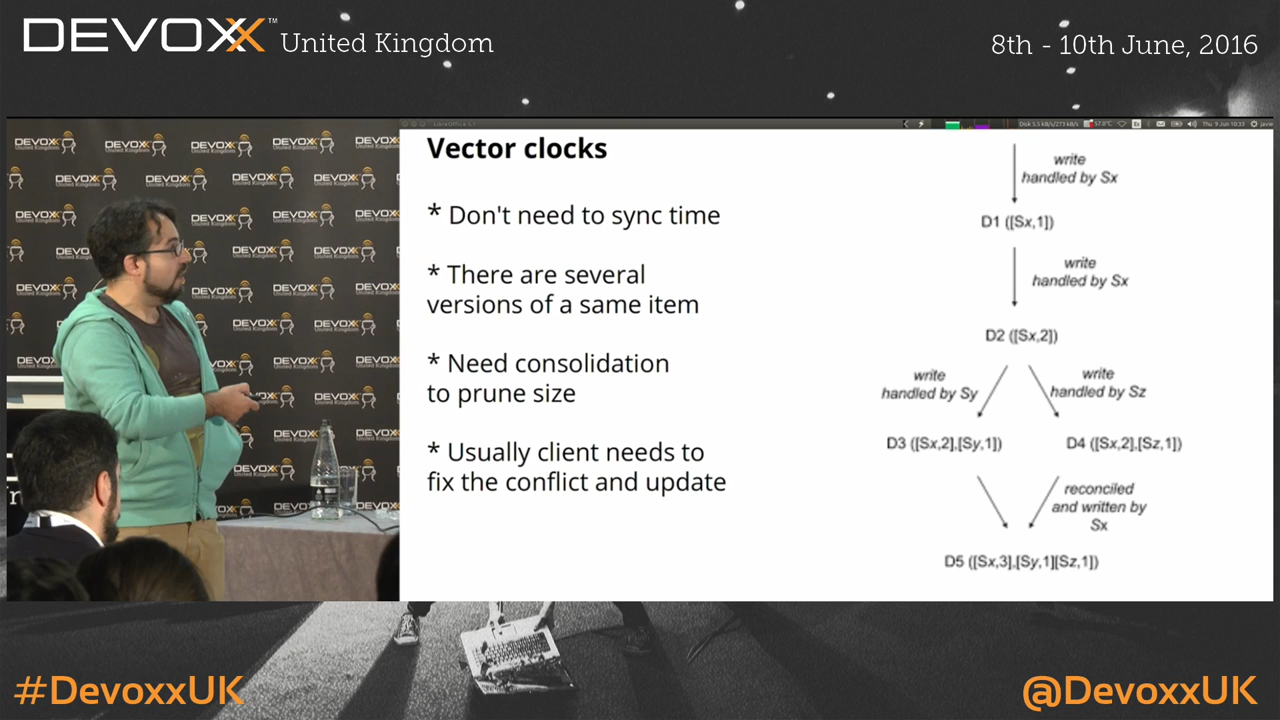 DEVOXX™ United Kingdom
8th - 10th June, 2016
Vector clocks
* Don't need to sync time
* There are several
versions of a same item
* Need consolidation
to prune size
* Usually client needs to
fix the conflict and update
write
handled by Sx
D1 ([Sx,1])
write
handled by Sx
D2 ([Sx,2])
write
handled by Sy
write
handled by Sz
D3 ([Sx,2],[Sy,1])
D4 ([Sx,2],[Sz,1])
reconciled
and written by
Sx
D5 ([Sx,3],[Sy,1][Sz,1])
#DevoxxUK
@DevoxxUK